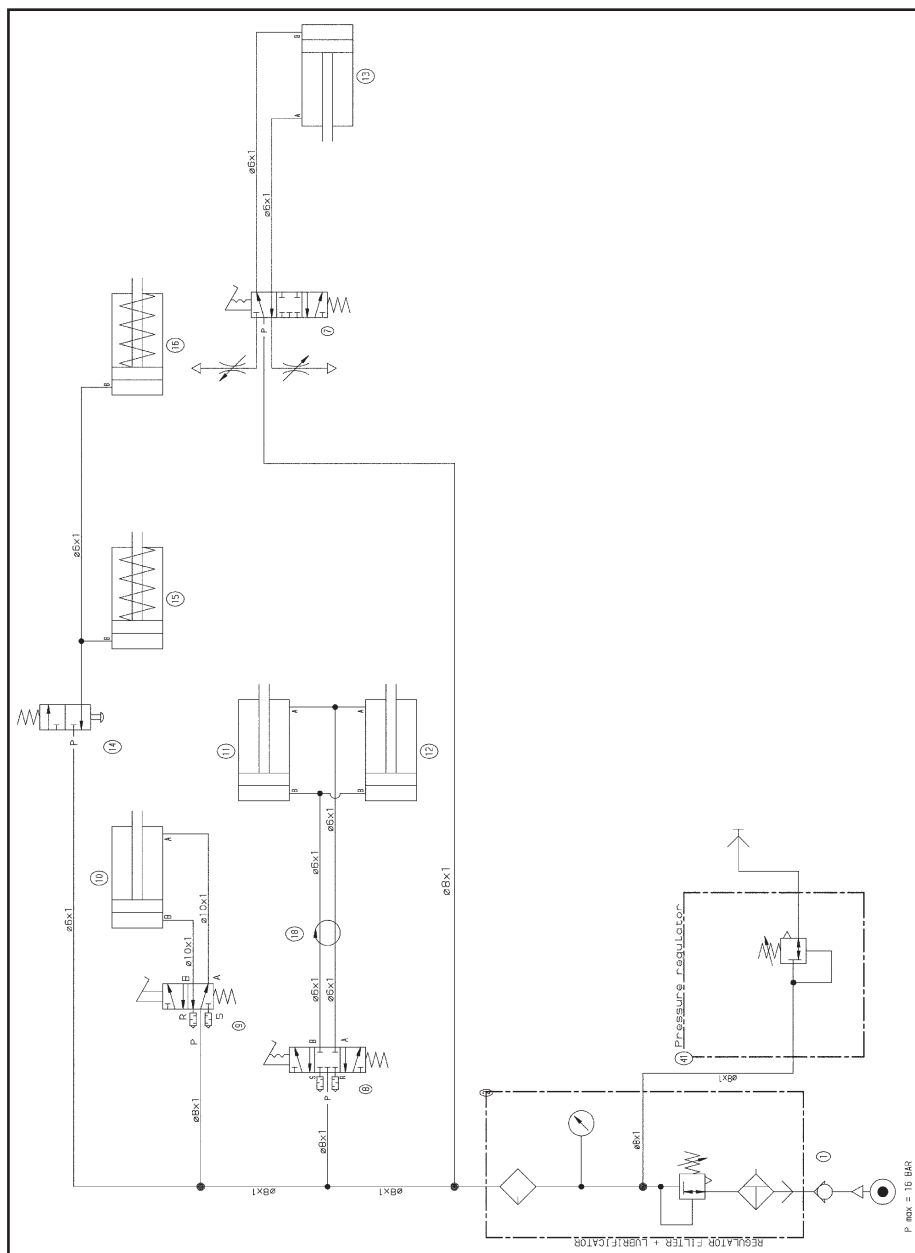 B
A
13
ø6x1
ø6x1
P
7
B
16
ø6x1
B
15
P
14
ø6x1
11
A
A
12
B
B
ø6x1
ø6x1
18
ø6x1
ø6x1
B
A
S
R
P
8
ø8x1
10
A
B
ø10x1
ø10x1
B
A
R
S
P
9
ø8x1
ø8x1
ø8x1
ø8x1
Pressure regulator
41
ø8x1
ø8x1
REGULATOR FILTER + LUBRIFICATOR
1
P max = 16 BAR